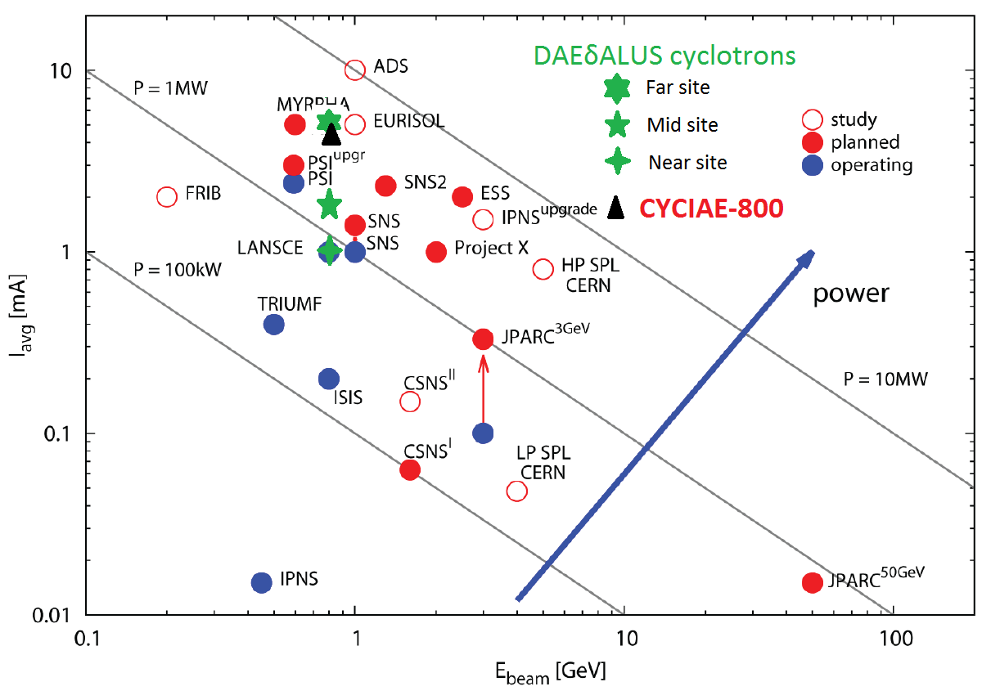 DAEδALUS cyclotrons
Far site
Mid site
Near site
CYCIAE-800
study
planned
operating
10
1
0.1
0.01
I avg [mA]
P = 1MW
P = 100kW
P = 10MW
power
ADS
MYRRHA
EURISOL
PSI upgr
PSI
FRIB
SNS2
ESS
IPNS upgrade
SNS
SNS
LANSCE
Project X
HP SPL
CERN
TRIUMF
JPARC 3GeV
ISIS
CSNS II
CSNS I
LP SPL
CERN
IPNS
JPARC 50GeV
0.1
1
10
100
E beam [GeV]